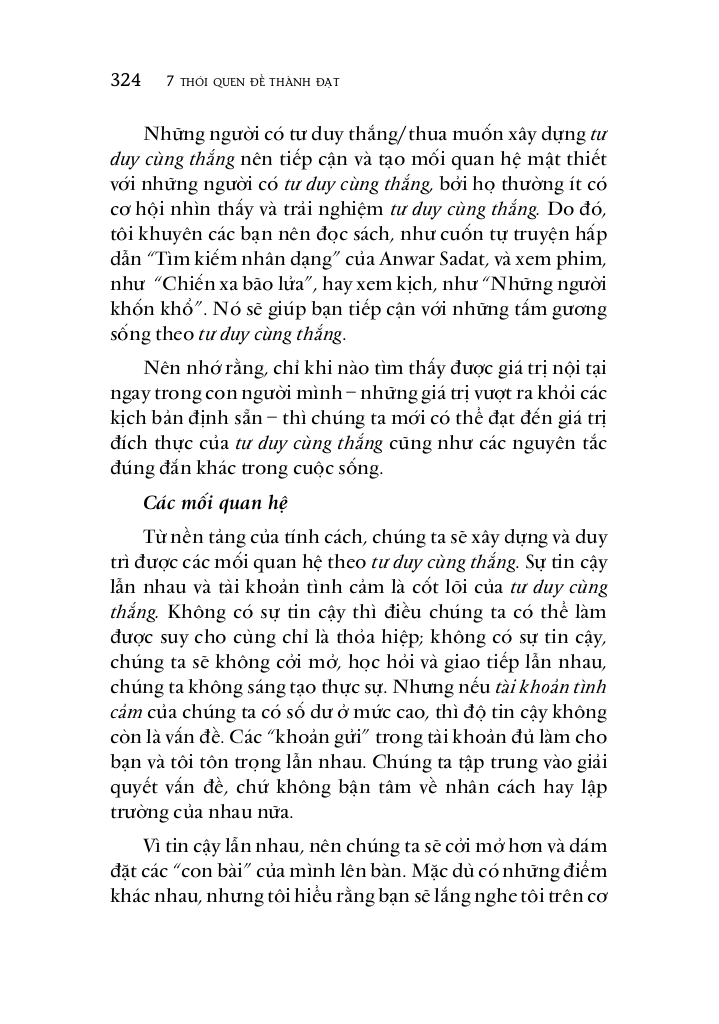 324 7 THÓI QUEN ĐỂ THÀNH ĐẠT
Những người có tư duy thắng/thua muốn xây dựng tư
duy cùng thắng nên tiếp cận và tạo mối quan hệ mật thiết
với những người có tư duy cùng thắng, bởi họ thường ít có
cơ hội nhìn thấy và trải nghiệm tư duy cùng thắng. Do đó,
tôi khuyên các bạn nên đọc sách, như cuốn tự truyện hấp
dẫn “Tìm kiếm nhân dạng” của Anwar Sadat, và xem phim,
như “Chiến xa bão lửa”, hay xem kịch, như “Những người
khốn khổ”. Nó sẽ giúp bạn tiếp cận với những tấm gương
sống theo tư duy cùng thắng.
Nên nhớ rằng, chỉ khi nào tìm thấy được giá trị nội tại
ngay trong con người mình – những giá trị vượt ra khỏi các
kịch bản định sẵn – thì chúng ta mới có thể đạt đến giá trị
đích thực của tư duy cùng thắng cũng như các nguyên tắc
đúng đắn khác trong cuộc sống.
Các mối quan hệ
Từ nền tảng của tính cách, chúng ta sẽ xây dựng và duy
trì được các mối quan hệ theo tư duy cùng thắng. Sự tin cậy
lẫn nhau và tài khoản tình cảm là cốt lõi của tư duy cùng
thắng. Không có sự tin cậy thì điều chúng ta có thể làm
được suy cho cùng chỉ là thỏa hiệp; không có sự tin cậy,
chúng ta sẽ không cởi mở, học hỏi và giao tiếp lẫn nhau,
chúng ta không sáng tạo thực sự. Nhưng nếu tài khoản tình
cảm của chúng ta có số dư ở mức cao, thì độ tin cậy không
còn là vấn đề. Các “khoản gửi” trong tài khoản đủ làm cho
bạn và tôi tôn trọng lẫn nhau. Chúng ta tập trung vào giải
quyết vấn đề, chứ không bận tâm về nhân cách hay lập
trường của nhau nữa.
Vì tin cậy lẫn nhau, nên chúng ta sẽ cởi mở hơn và dám
đặt các “con bài” của mình lên bàn. Mặc dù có những điểm
khác nhau, nhưng tôi hiểu rằng bạn sẽ lắng nghe tôi trên cơ